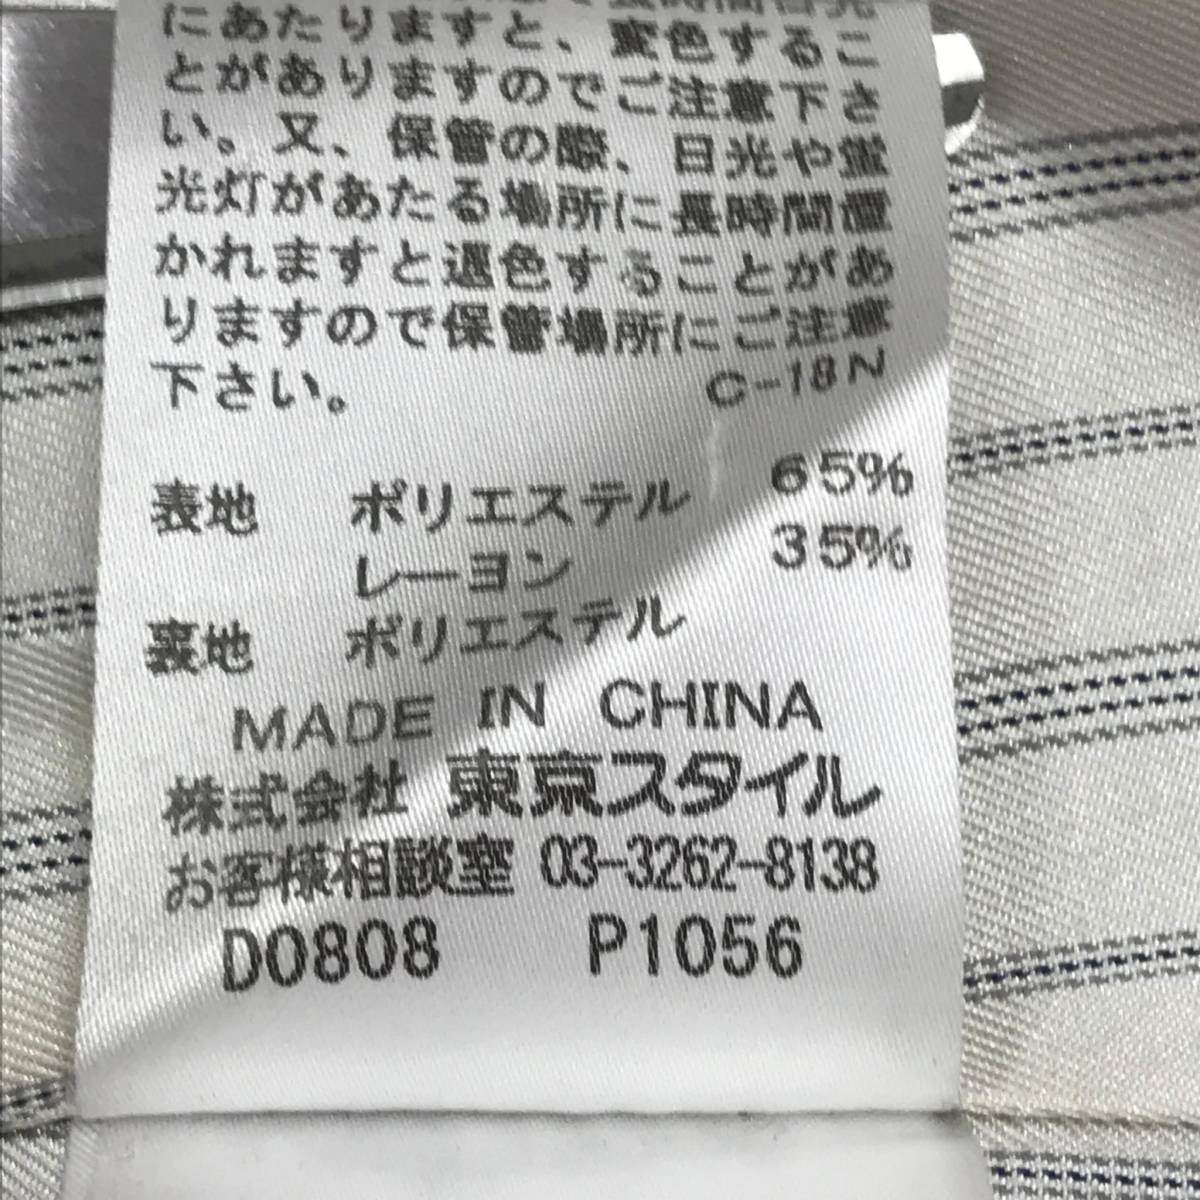 長時間日光
にあたりますと、変色するこ
とがありますのでご注意下さ
い。又、保管の際、日光や蛍
光灯があたる場所に長時間置
かれますと退色することがあ
りますので保管場所にご注意
下さい。 C-18N
表地 ポリエステル 65%
レーヨン 35%
裏地 ポリエステル
MADE IN CHINA
株式会社 東京スタイル
お客様相談室 03-3262-8138
D0808 P1056